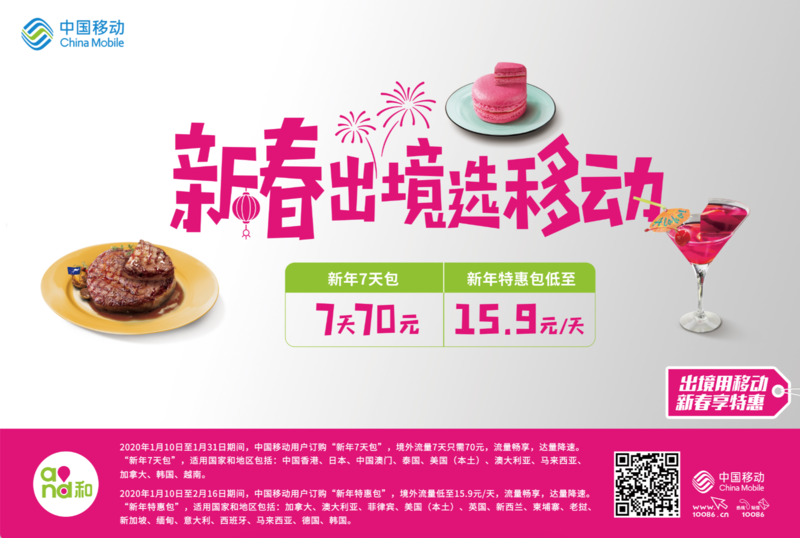 中国移动
China Mobile
新春出境选移动
Aloha
新年7天包
新年特惠包低至
7天70元
15.9元/天
出境用移动
新春享特惠
2020年1月10日至1月31日期间，中国移动用户订购“新年7天包”，境外流量7天只需70元，流量畅享，达量降速。
“新年7天包”，适用国家和地区包括：中国香港、日本、中国澳门、泰国、美国（本土）、澳大利亚、马来西亚、
加拿大、韩国、越南。
and和
2020年1月10日至2月16日期间，中国移动用户订购“新年特惠包”，境外流量低至15.9元/天，流量畅享，达量降速。
“新年特惠包”，适用国家和地区包括：加拿大、澳大利亚、菲律宾、美国（本土）、英国、新西兰、柬埔寨、老挝、
新加坡、缅甸、意大利、西班牙、马来西亚、德国、韩国。
中国移动
China Mobile
www.
10086.cn
10086